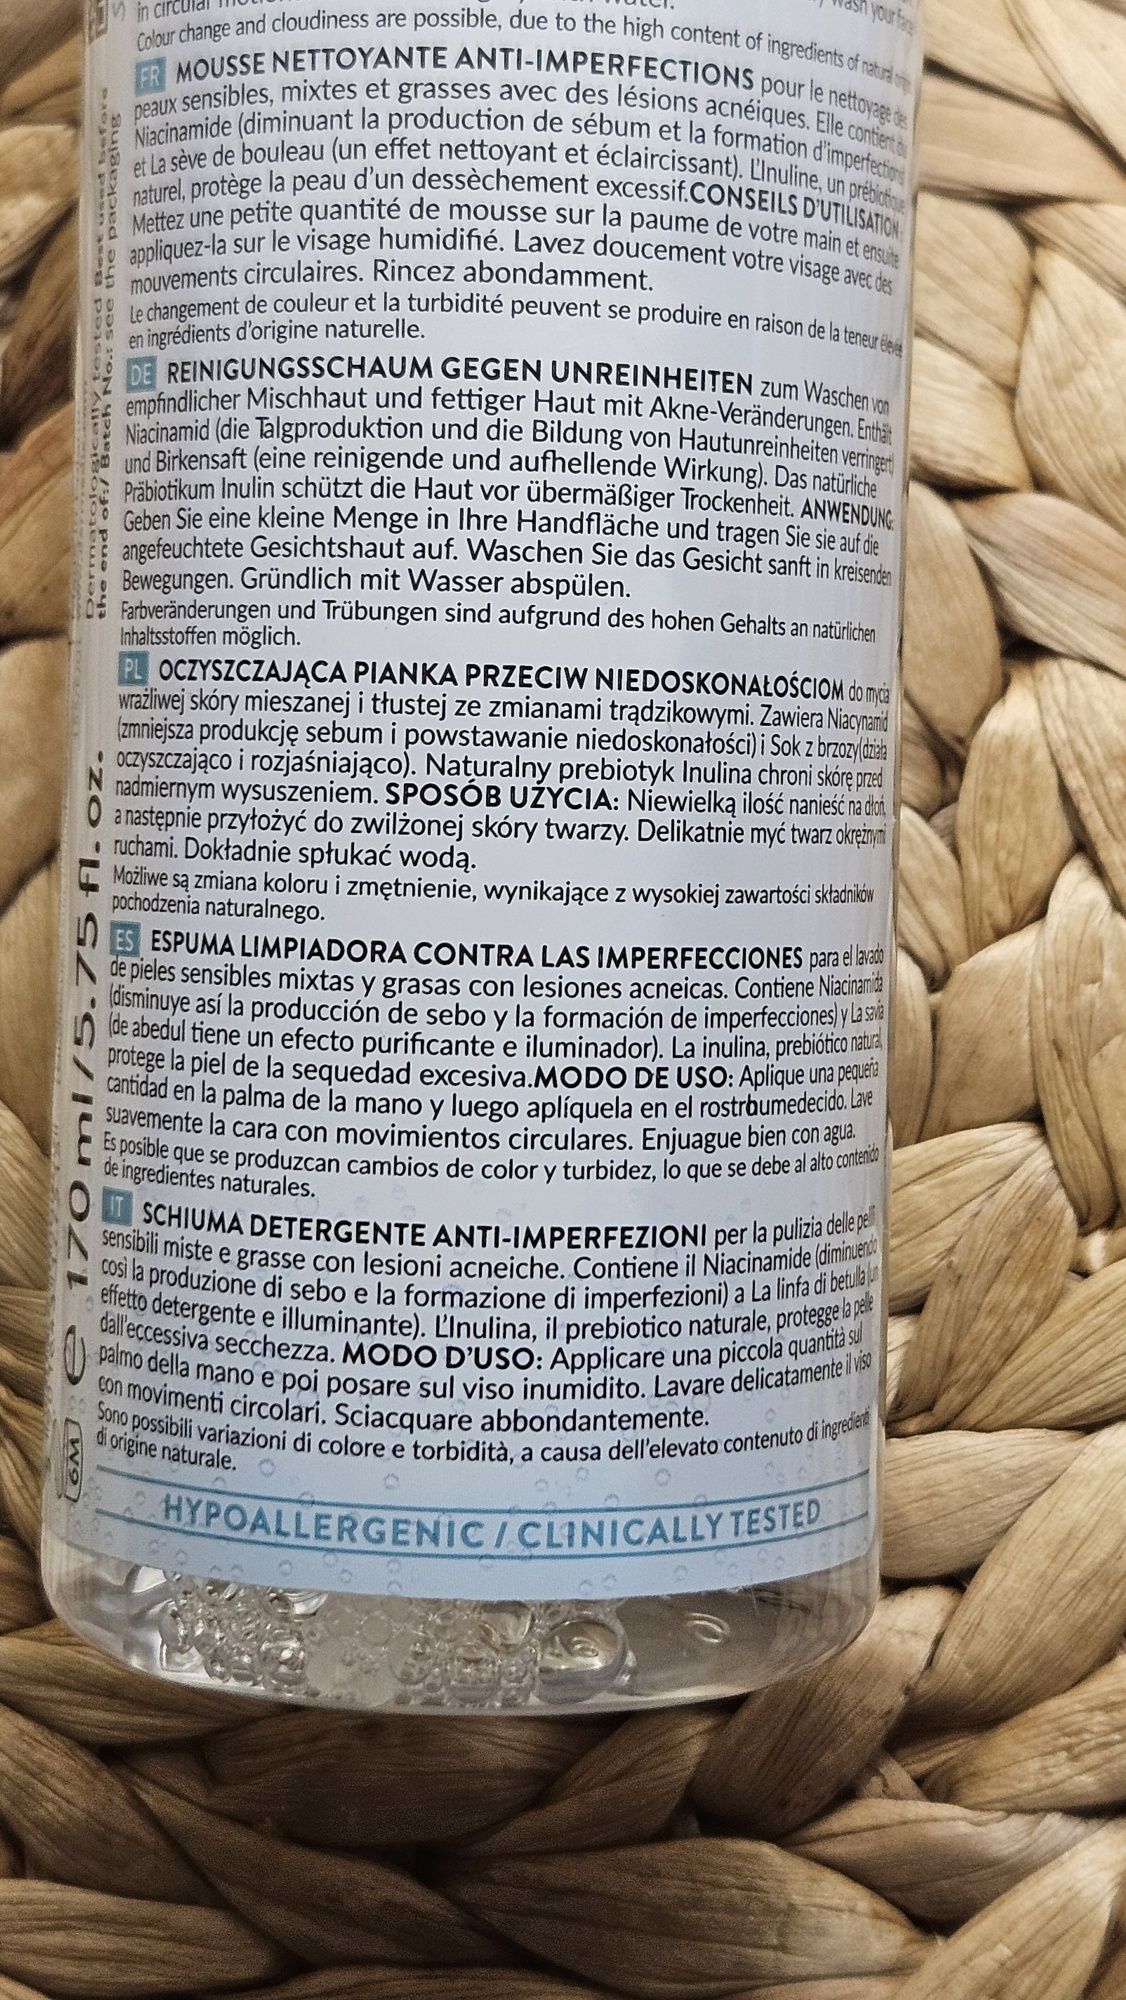 in circular
Colour change and cloudiness are possible, due to the high content of ingredients of natural
FR MOUSSE NETTOYANTE ANTI-IMPERFECTIONS pour le nettoyage des
peaux sensibles, mixtes et grasses avec des lésions acnéiques. Elle contient du
Niacinamide (diminuant la production de sébum et la formation d'imperfections
et La sève de bouleau (un effet nettoyant et éclaircissant). L'Inuline, un prébiotique
naturel, protège la peau d'un dessèchement excessif.CONSEILS D'UTILISATION
Mettez une petite quantité de mousse sur la paume de votre main et ensuite
appliquez-la sur le visage humidifié. Lavez doucement votre visage avec des
mouvements circulaires. Rincez abondamment.
Le changement de couleur et la turbidité peuvent se produire en raison de la teneur élevée
en ingrédients d'origine naturelle.
DE REINIGUNGSSCHAUM GEGEN UNREINHEITEN zum Waschen von
empfindlicher Mischhaut und fettiger Haut mit Akne-Veränderungen. Enthält
Niacinamid (die Talgproduktion und die Bildung von Hautunreinheiten verringert)
und Birkensaft (eine reinigende und aufhellende Wirkung). Das natürliche
Präbiotikum Inulin schützt die Haut vor übermäßiger Trockenheit. ANWENDUNG:
Geben Sie eine kleine Menge in Ihre Handfläche und tragen Sie sie auf die
angefeuchtete Gesichtshaut auf. Waschen Sie das Gesicht sanft in kreisenden
Bewegungen. Gründlich mit Wasser abspülen.
Farbveränderungen und Trübungen sind aufgrund des hohen Gehalts an natürlichen
Inhaltsstoffen möglich.
PL OCZYSZCZAJĄCA PIANKA PRZECIW NIEDOSKONAŁOŚCIOM do mycia
wrażliwej skóry mieszanej i tłustej ze zmianami trądzikowymi. Zawiera Niacynamid
(zmniejsza produkcję sebum i powstawanie niedoskonałości) i Sok z brzozy(działa
oczyszczająco i rozjaśniająco). Naturalny prebiotyk Inulina chroni skórę przed
nadmiernym wysuszeniem. SPOSÓB UŻYCIA: Niewielką ilość nanieść na dłoń,
a następnie przyłożyć do zwilżonej skóry twarzy. Delikatnie myć twarz okrężnymi
ruchami. Dokładnie spłukać wodą.
Możliwe są zmiana koloru i zmętnienie, wynikające z wysokiej zawartości składników
pochodzenia naturalnego.
ES ESPUMA LIMPIADORA CONTRA LAS IMPERFECCIONES para el lavado
de pieles sensibles mixtas y grasas con lesiones acneicas. Contiene Niacinamida
(disminuye así la producción de sebo y la formación de imperfecciones) y La savia
(de abedul tiene un efecto purificante e iluminador). La inulina, prebiótico natural,
protege la piel de la sequedad excesiva.MODO DE USO: Aplique una pequeña
cantidad en la palma de la mano y luego aplíquela en el rostro humedecido. Lave
suavemente la cara con movimientos circulares. Enjuague bien con agua.
Es posible que se produzcan cambios de color y turbidez, lo que se debe al alto contenido
de ingredientes naturales.
IT SCHIUMA DETERGENTE ANTI-IMPERFEZIONI per la pulizia delle pelli
sensibili miste e grasse con lesioni acneiche. Contiene il Niacinamide (diminuendo
così la produzione di sebo e la formazione di imperfezioni) a La linfa di betulla (un
effetto detergente e illuminante). L'Inulina, il prebiotico naturale, protegge la pelle
dall'eccessiva secchezza. MODO D'USO: Applicare una piccola quantità sul
palmo della mano e poi posare sul viso inumidito. Lavare delicatamente il viso
con movimenti circolari. Sciacquare abbondantemente.
Sono possibili variazioni di colore e torbidità, a causa dell'elevato contenuto di ingredienti
di origine naturale.
HYPOALLERGENIC / CLINICALLY TESTED
Dermatologically tested Best used before
the end of:/ Batch No.: see the packaging
e 170 ml / 5.75 fl. oz.
6M